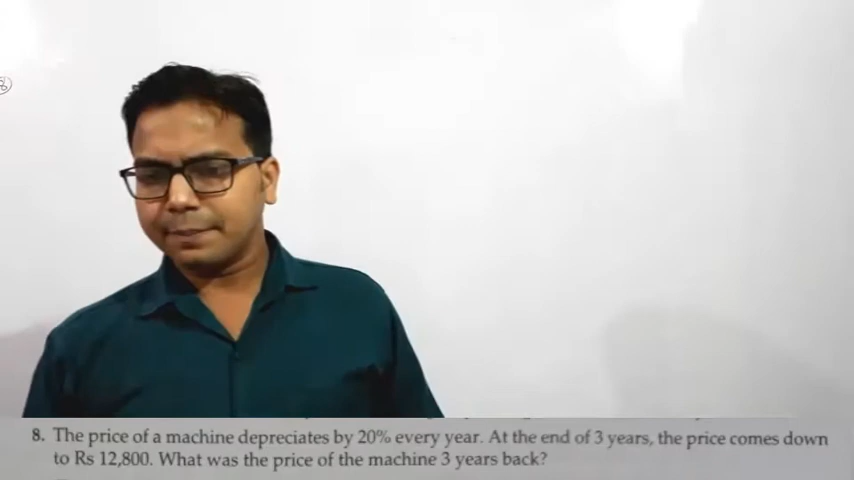 8. The price of a machine depreciates by 20% every year. At the end of 3 years, the price comes down
to Rs 12,800. What was the price of the machine 3 years back?